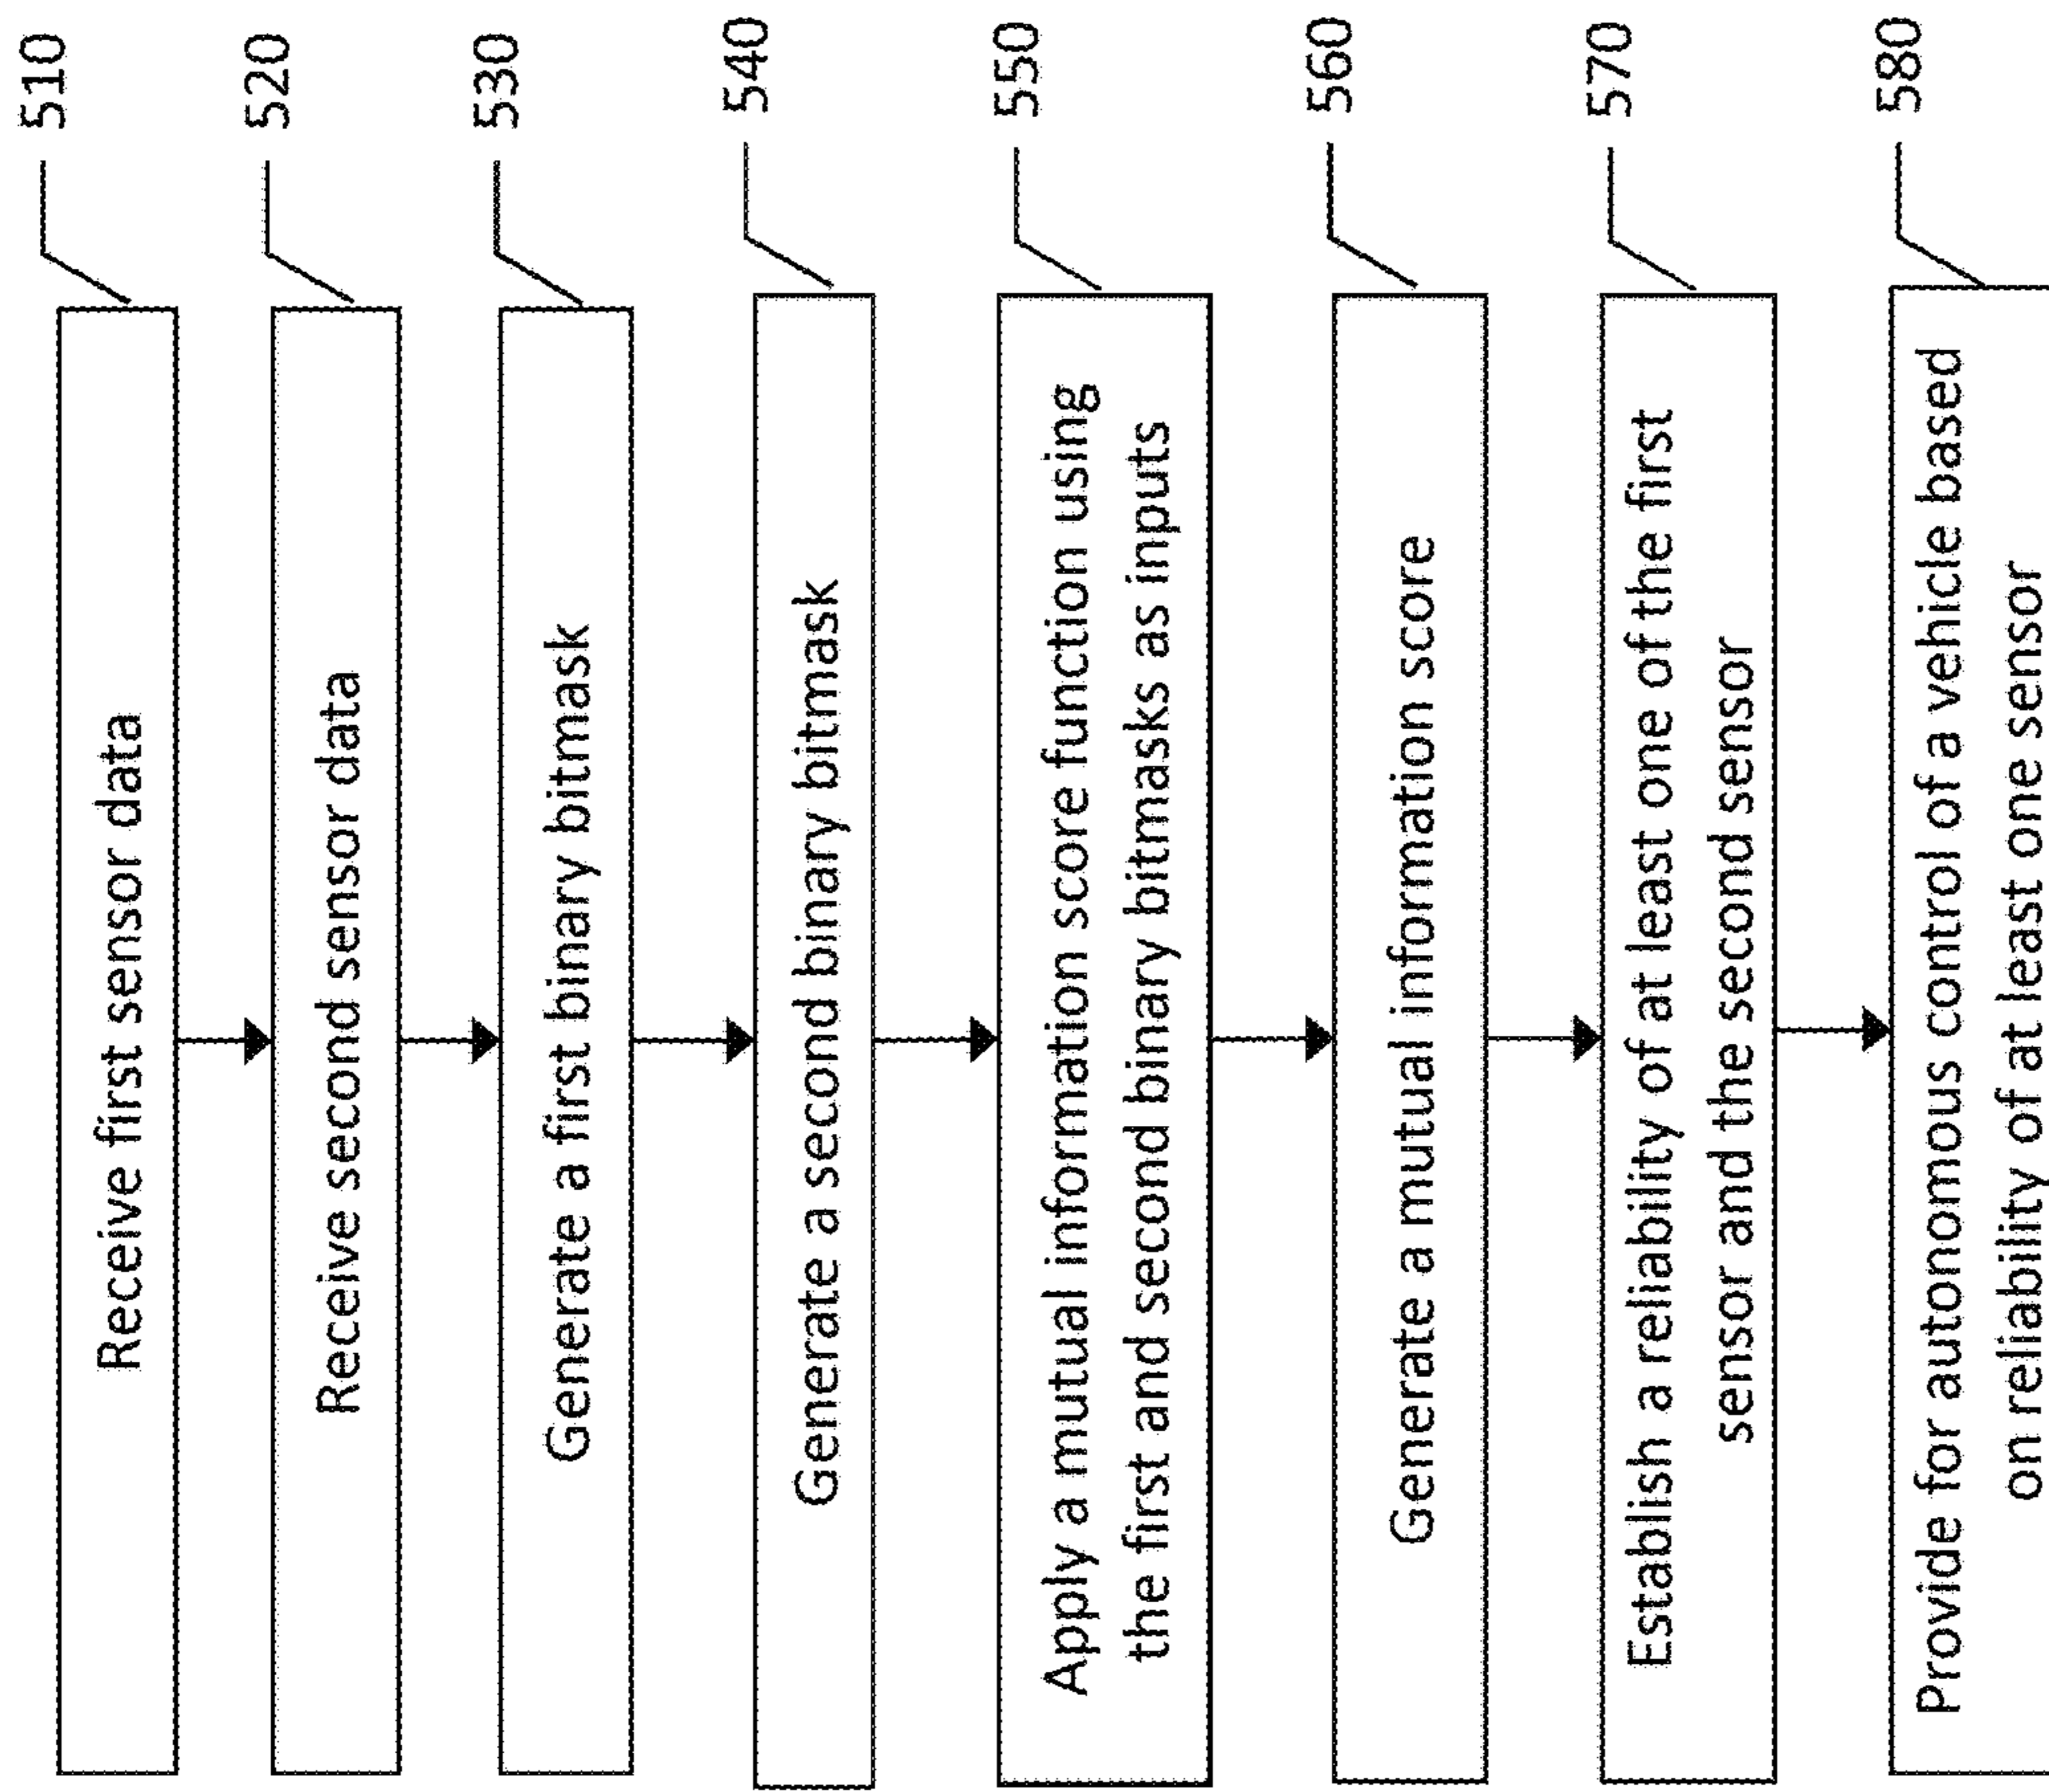 Receive first sensor data
510
Receive second sensor data
520
Generate a first binary bitmask
530
Generate a second binary bitmask
540
Apply a mutual information score function using
the first and second binary bitmasks as inputs
550
Generate a mutual information score
560
Establish a reliability of at least one of the first
sensor and the second sensor
570
Provide for autonomous control of a vehicle based
on reliability of at least one sensor
580